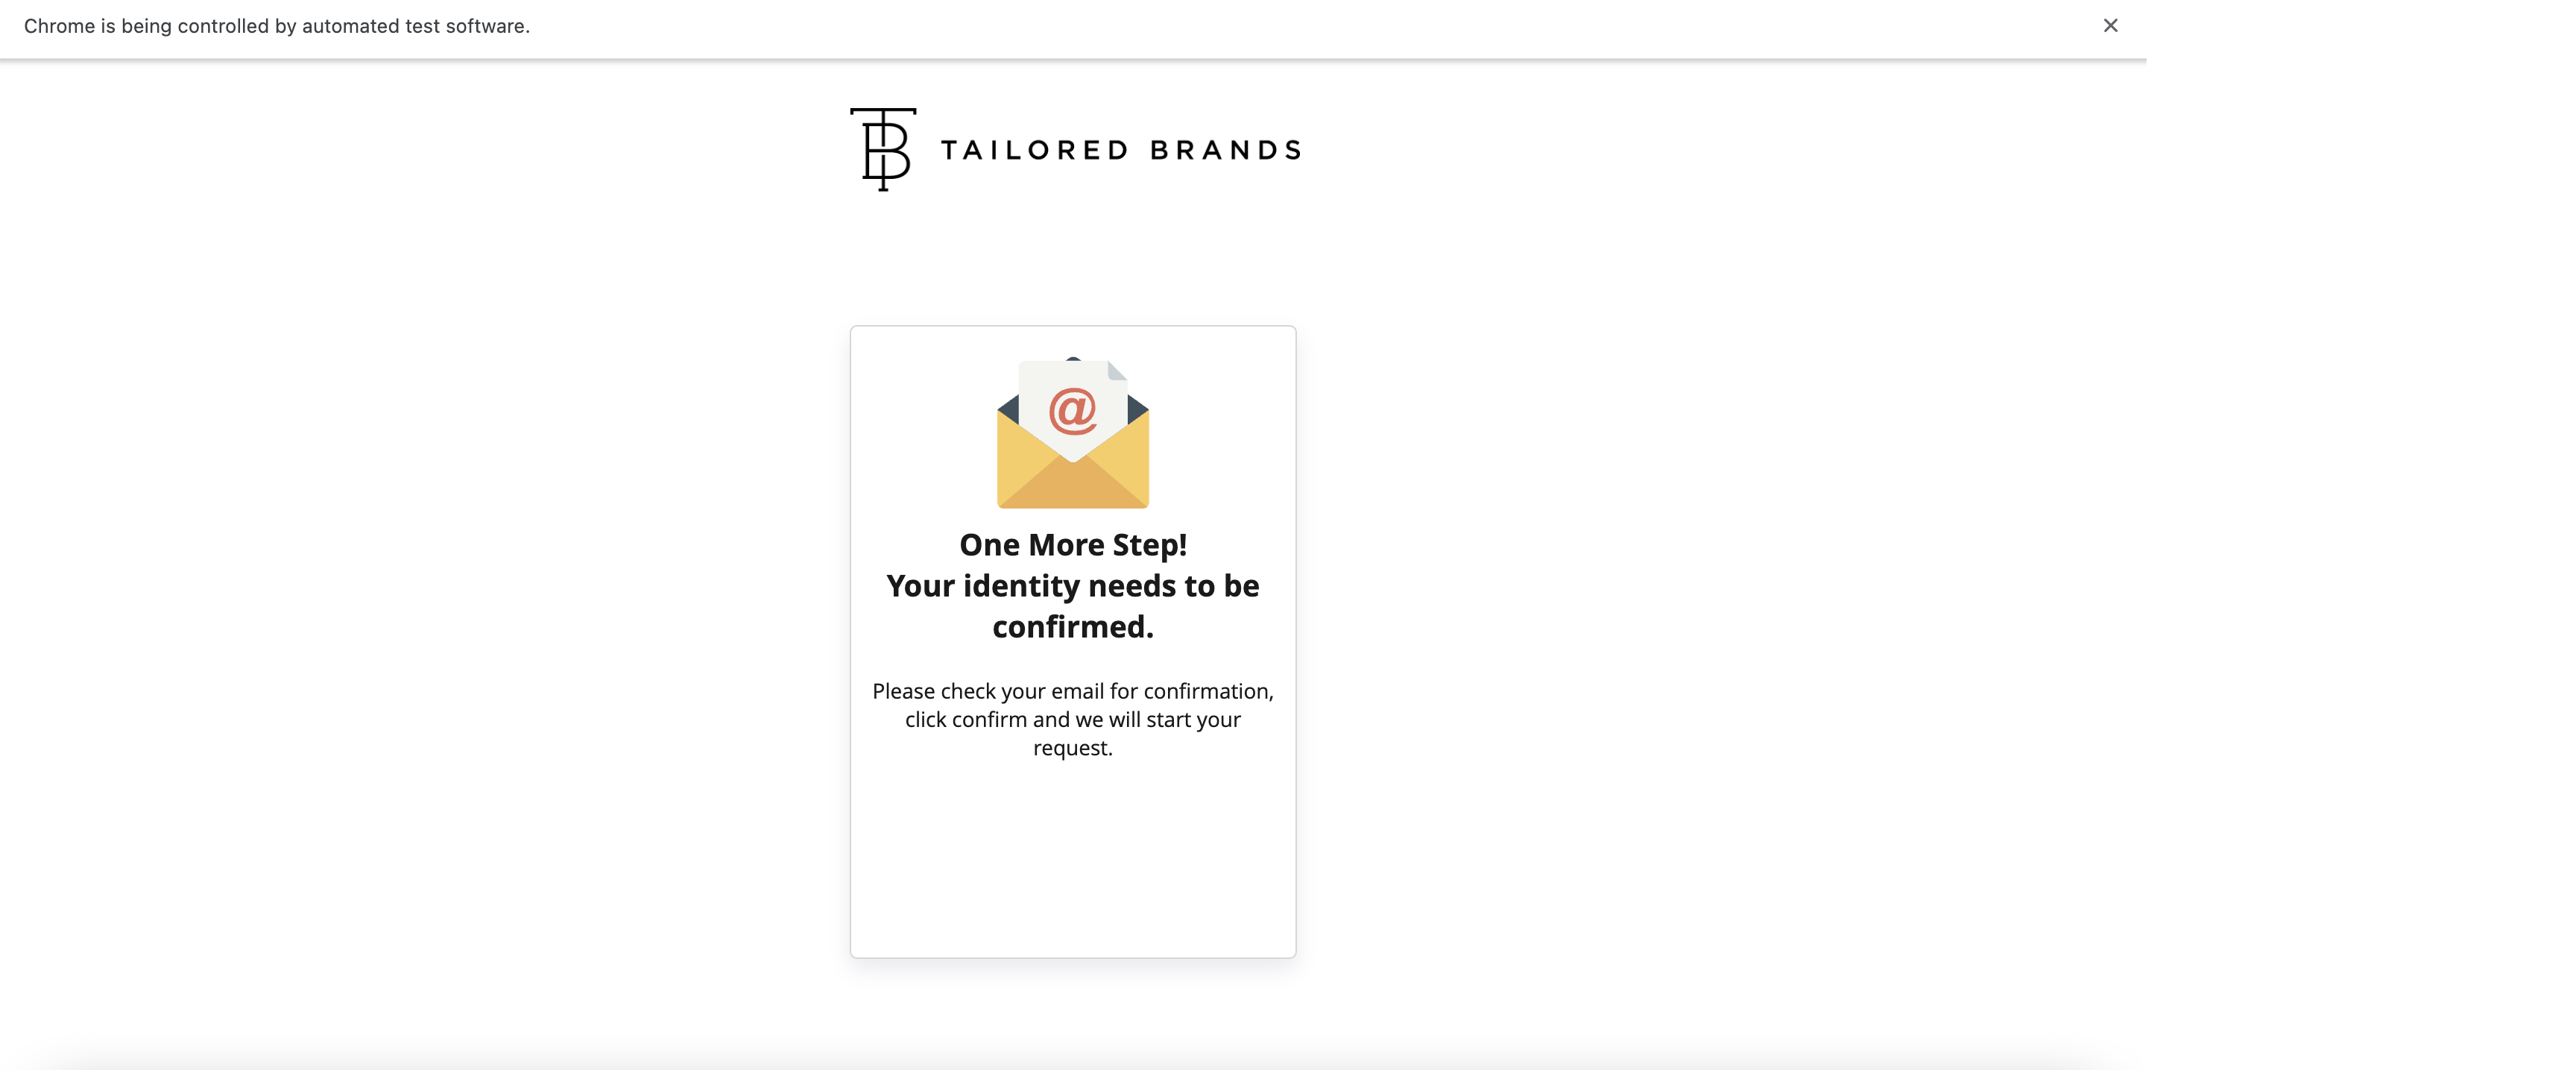 Chrome is being controlled by automated test software.
TAILORED BRANDS
@
One More Step!
Your identity needs to be
confirmed.
Please check your email for confirmation,
click confirm and we will start your
request.